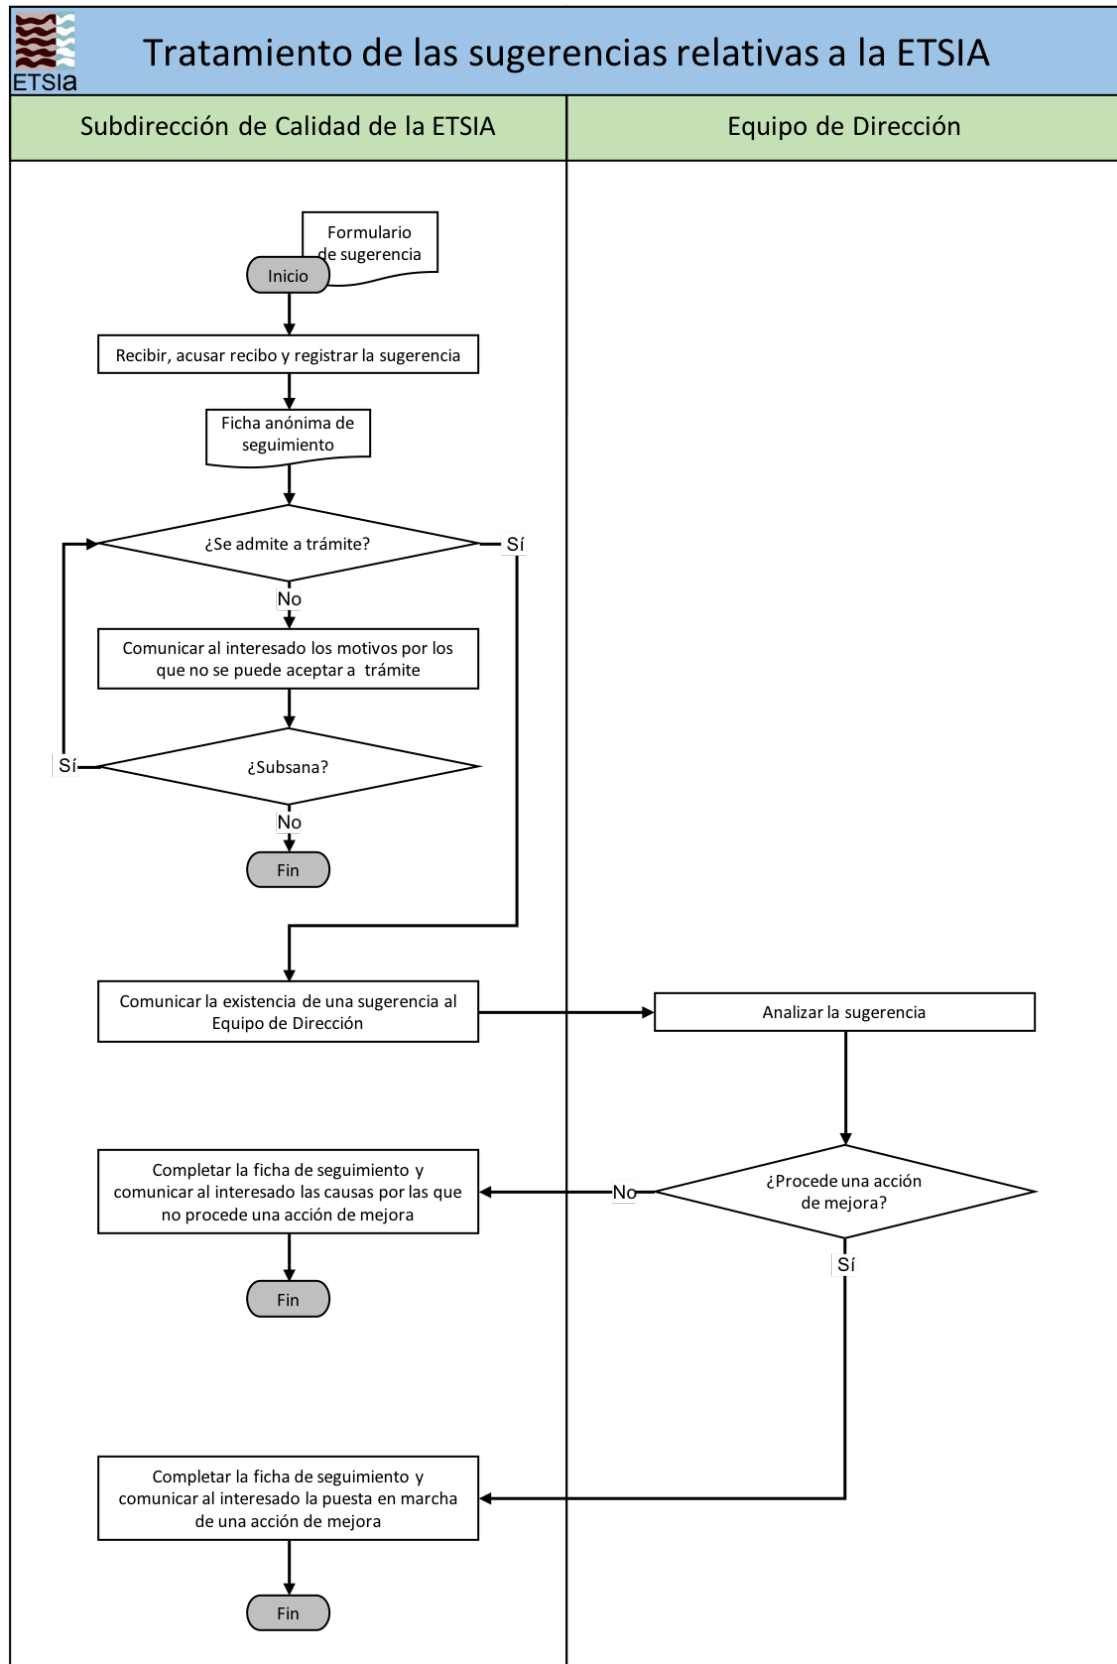 ETSIa
Tratamiento de las sugerencias relativas a la ETSIA
Subdirección de Calidad de la ETSIA
Equipo de Dirección
Formulario
de sugerencia
Inicio
Recibir, acusar recibo y registrar la sugerencia
Ficha anónima de
seguimiento
¿Se admite a trámite?
Sí
No
Comunicar al interesado los motivos por los
que no se puede aceptar a trámite
¿Subsana?
Sí
No
Fin
Comunicar la existencia de una sugerencia al
Equipo de Dirección
Analizar la sugerencia
¿Procede una acción
de mejora?
No
Completar la ficha de seguimiento y
comunicar al interesado las causas por las que
no procede una acción de mejora
Fin
Sí
Completar la ficha de seguimiento y
comunicar al interesado la puesta en marcha
de una acción de mejora
Fin